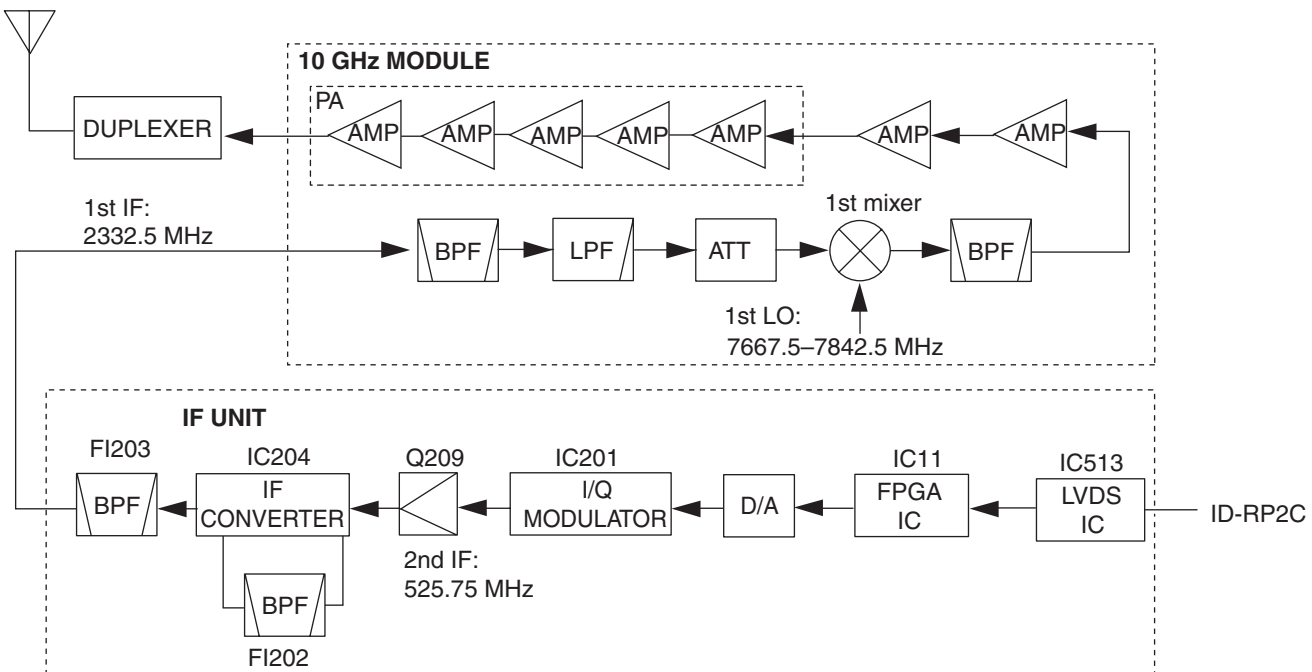 10 GHz MODULE
PA
DUPLEXER
AMP
AMP
AMP
AMP
AMP
AMP
AMP
1st IF:
2332.5 MHz
1st mixer
BPF
LPF
ATT
BPF
1st LO:
7667.5–7842.5 MHz
IF UNIT
FI203
IC204
Q209
IC201
IC11
IC513
BPF
IF
CONVERTER
I/Q
MODULATOR
D/A
FPGA
IC
LVDS
IC
ID-RP2C
2nd IF:
525.75 MHz
BPF
FI202